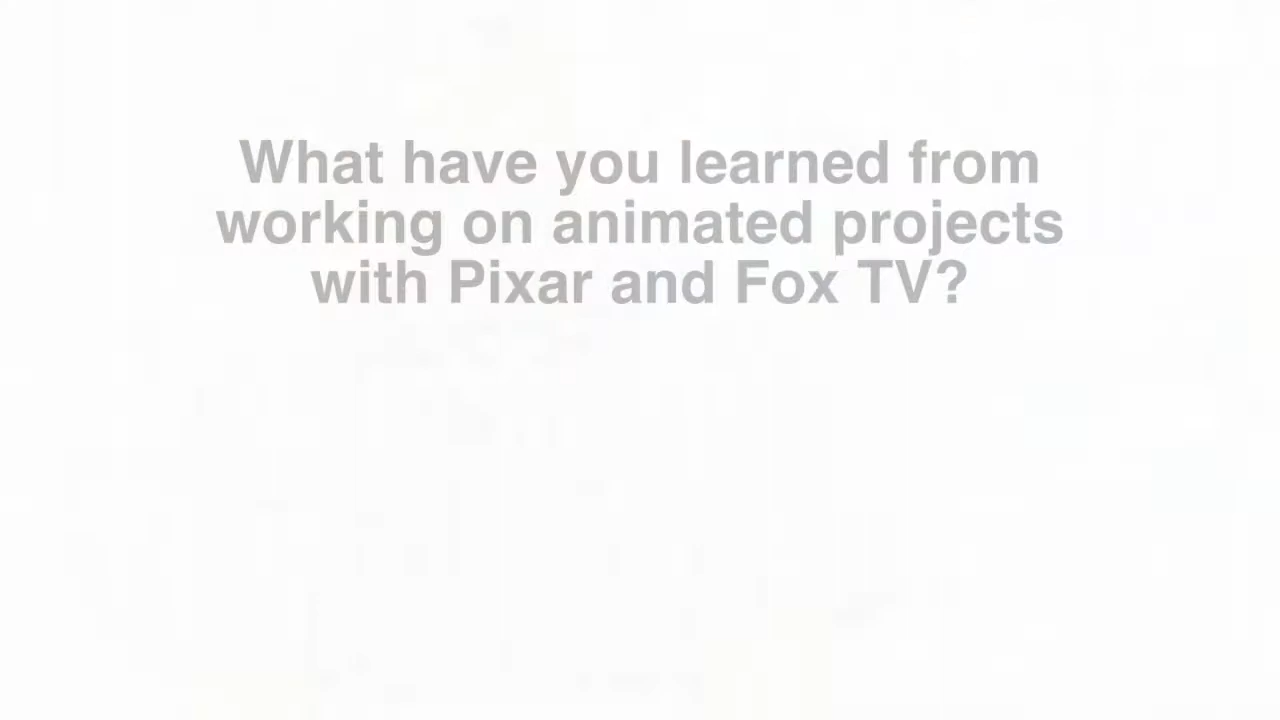 What have you learned from
working on animated projects
with Pixar and Fox TV?